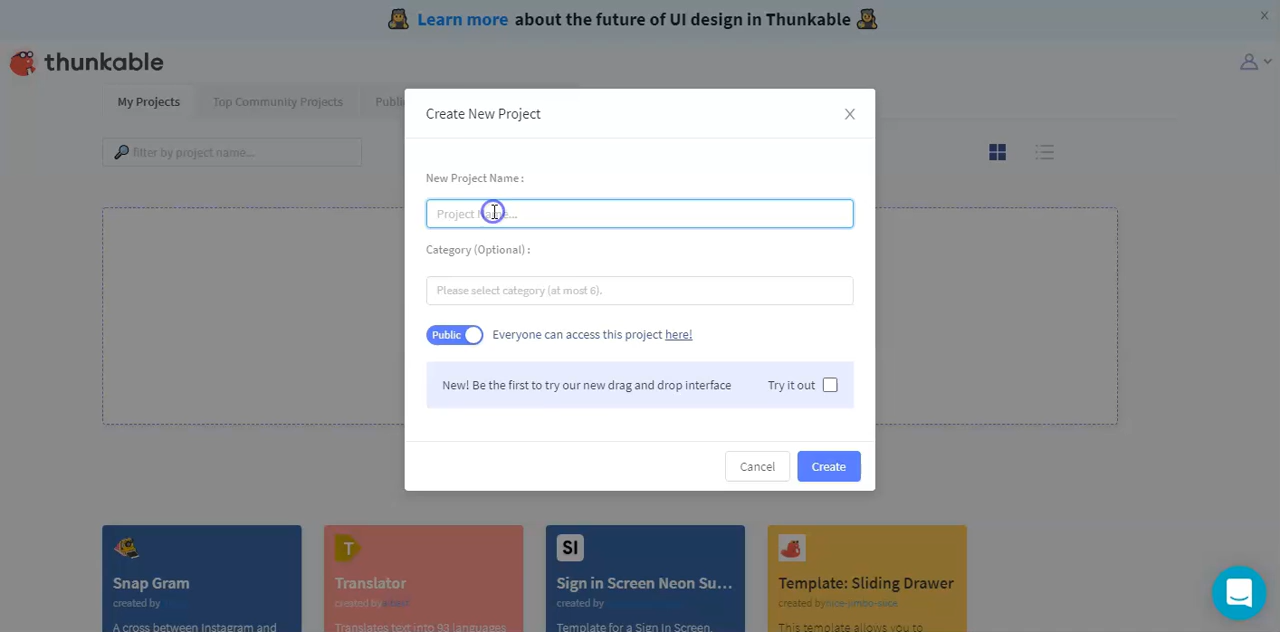 Learn more about the future of UI design in Thunkable
thunkable
My Projects
Top Community Projects
Publi
filter by project name...
Create New Project
New Project Name :
Project N
Category (Optional) :
Please select category (at most 6).
Public
Everyone can access this project here!
New! Be the first to try our new drag and drop interface
Try it out
Cancel
Create
Snap Gram
created by
A cross between Instagram and
T
Translator
created by
Translates text into 93 languages
SI
Sign in Screen Neon Su...
created by
Template for a Sign In Screen,
Template: Sliding Drawer
created by nice-jimbo-slice
This template allows you to